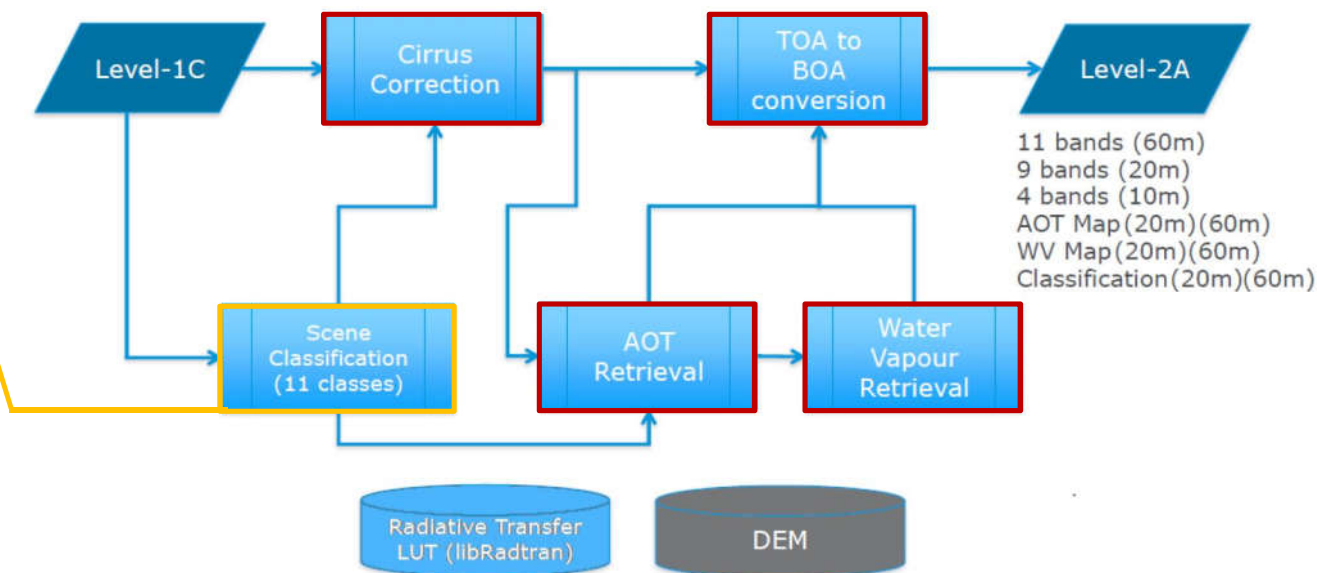 Level-1C
Cirrus
Correction
TOA to
BOA
conversion
Level-2A
11 bands (60m)
9 bands (20m)
4 bands (10m)
AOT Map(20m)(60m)
WV Map(20m)(60m)
Classification(20m)(60m)
Scene
Classification
(11 classes)
AOT
Retrieval
Water
Vapour
Retrieval
Radiative Transfer
LUT (libRadtran)
DEM